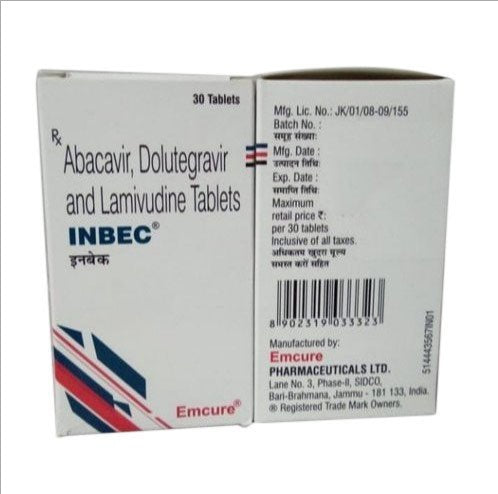 30 Tablets
Rx
Abacavir, Dolutegravir
and Lamivudine Tablets
INBEC®
इनबेक
Emcure®
Mfg. Lic. No.: JK/01/08-09/155
Batch No. :
समूह संख्या:
Mfg. Date :
उत्पादन तिथि:
Exp. Date :
समाप्ति तिथि:
Maximum
retail price ₹:
per 30 tablets
Inclusive of all taxes.
अधिकतम खुदरा मूल्य
समस्त करों सहित
8 902319 033323
5144435678N01
Manufactured by:
Emcure
PHARMACEUTICALS LTD.
Lane No. 3, Phase-II, SIDCO,
Bari-Brahmana, Jammu - 181 133, India.
® Registered Trade Mark Owners.